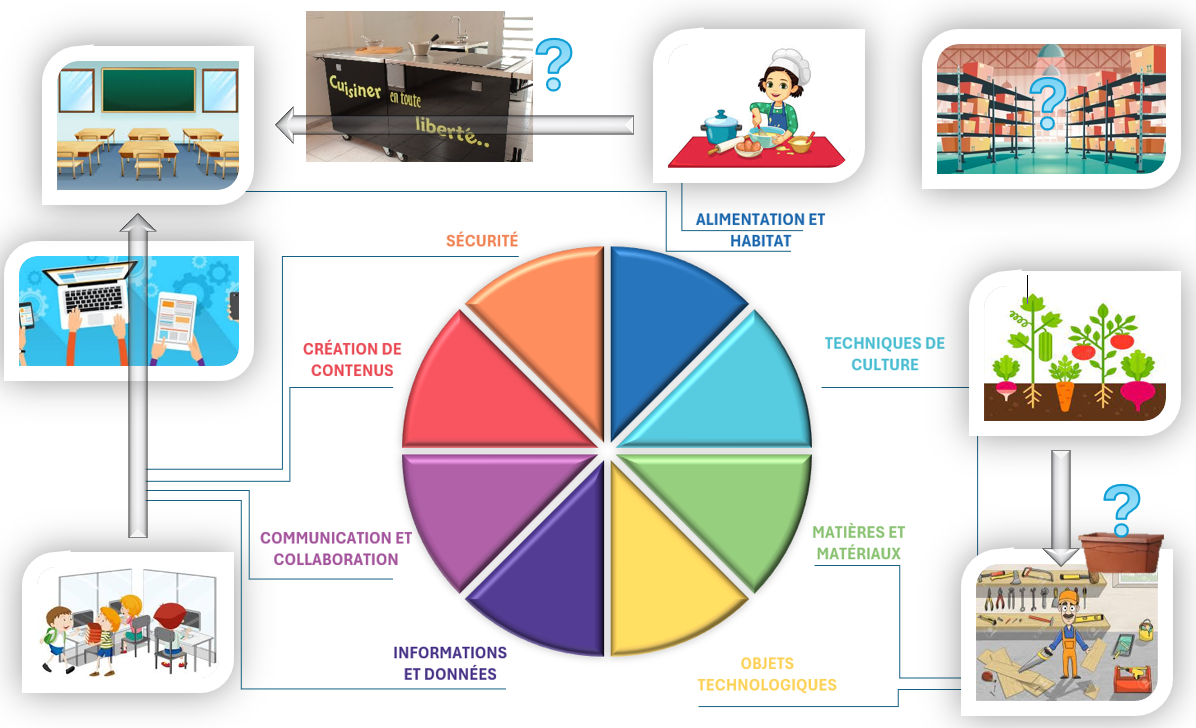 Cuisiner
en toute
liberté..
?
?
ALIMENTATION ET
HABITAT
SÉCURITÉ
CRÉATION DE
CONTENUS
TECHNIQUES DE
CULTURE
?
COMMUNICATION ET
COLLABORATION
MATIÈRES ET
MATÉRIAUX
INFORMATIONS
ET DONNÉES
OBJETS
TECHNOLOGIQUES